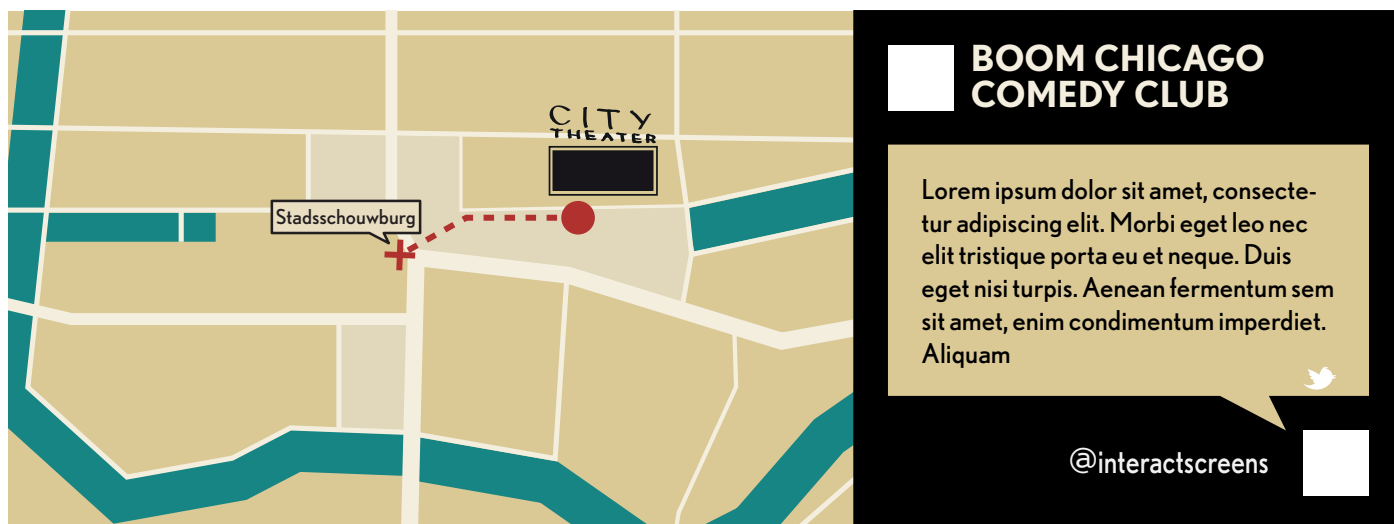 CITY
THEATER
Stadsschouwburg
BOOM CHICAGO
COMEDY CLUB
Lorem ipsum dolor sit amet, consecte-
tur adipiscing elit. Morbi eget leo nec
elit tristique porta eu et neque. Duis
eget nisi turpis. Aenean fermentum sem
sit amet, enim condimentum imperdiet.
Aliquam
@interactscreens